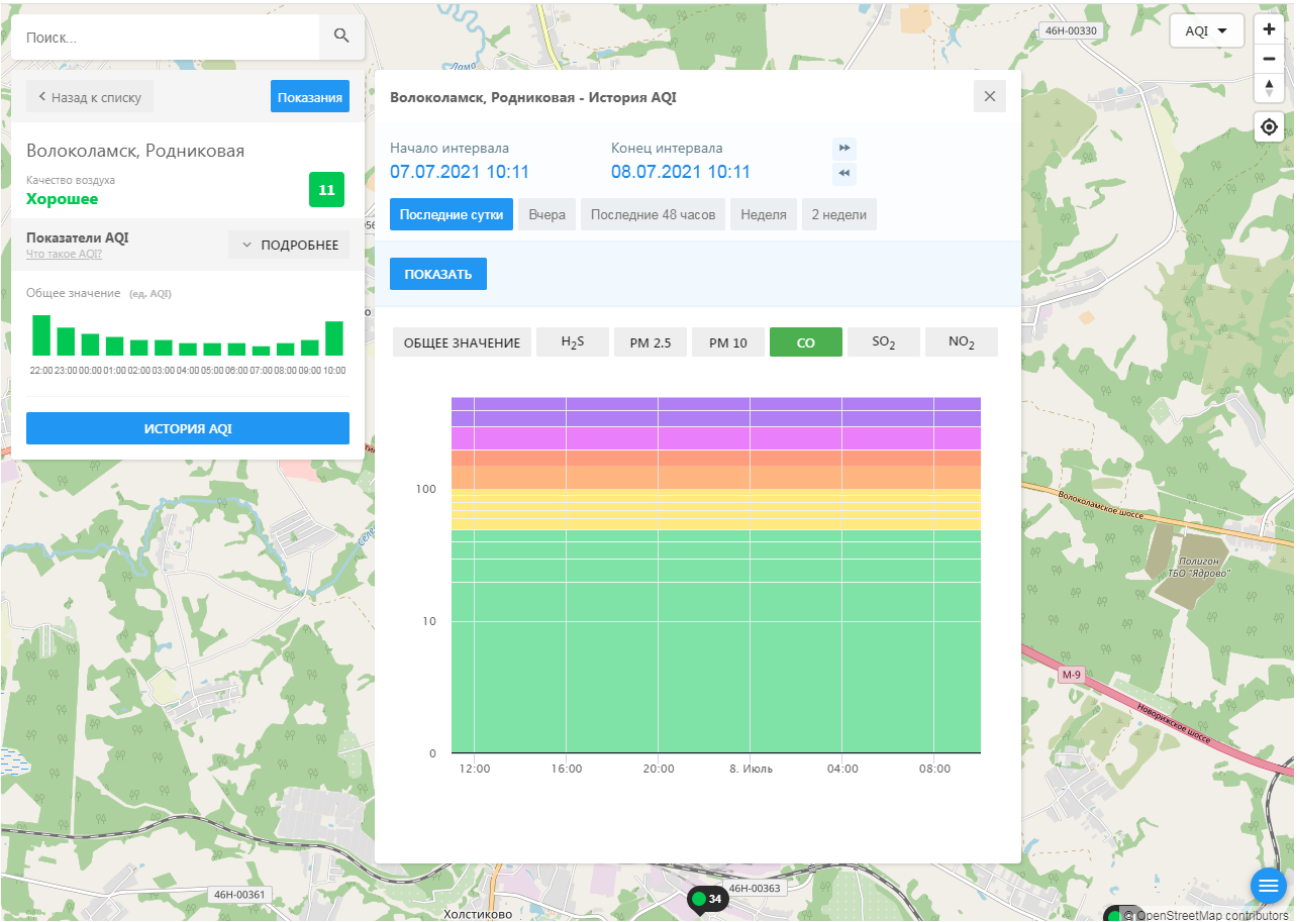 Поиск...
46Н-00330
AQI
Лама
Назад к списку
Показания
Волоколамск, Родниковая - История AQI
Волоколамск, Родниковая
Качество воздуха
Хорошее
11
Начало интервала
Конец интервала
07.07.2021 10:11
08.07.2021 10:11
Последние сутки
Вчера
Последние 48 часов
Неделя
2 недели
Показатели AQI
Что такое AQI?
ПОДРОБНЕЕ
ПОКАЗАТЬ
Общее значение (ед. AQI)
22:00 23:00 00:00 01:00 02:00 03:00 04:00 05:00 06:00 07:00 08:00 09:00 10:00
ИСТОРИЯ AQI
ОБЩЕЕ ЗНАЧЕНИЕ
H2S
PM 2.5
PM 10
CO
SO2
NO2
100
10
0
12:00
16:00
20:00
8. Июль
04:00
08:00
Волоколамское шоссе
Полигон
ТБО "Ядрово"
М-9
Новорижское шоссе
46Н-00361
34
46Н-00363
Холстиково
© OpenStreetMap contributors